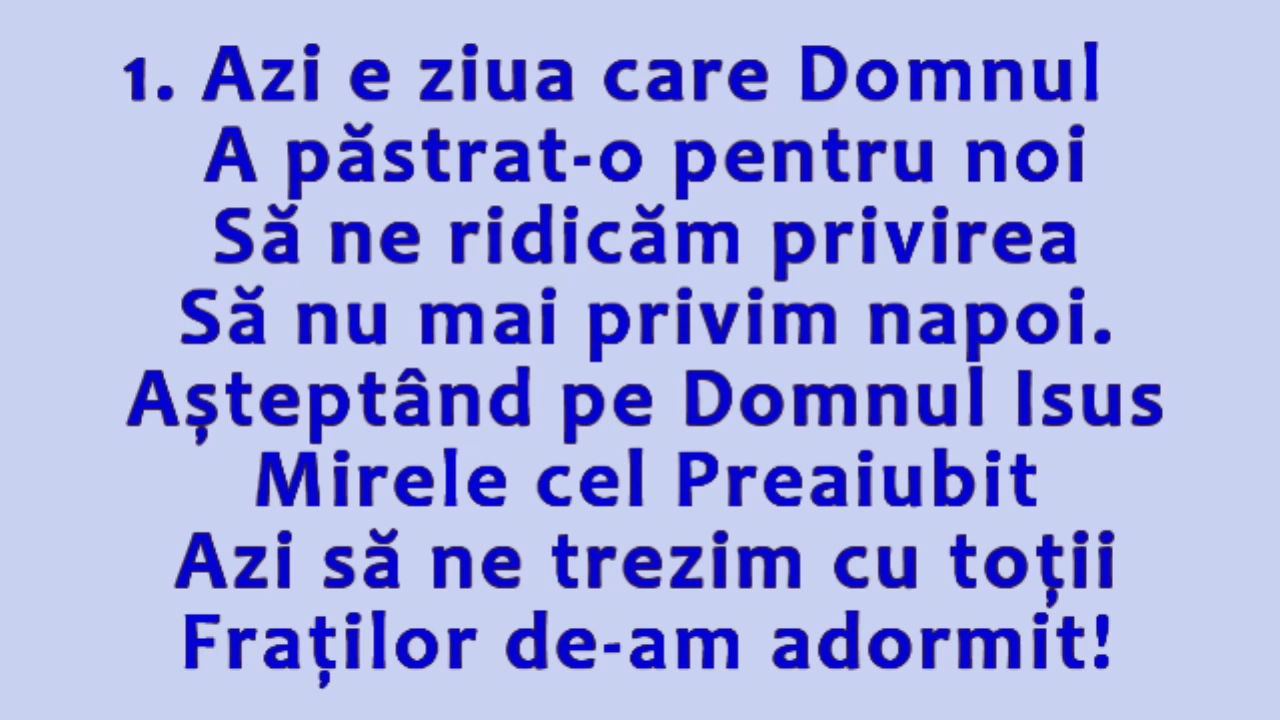 1. Azi e ziua care Domnul
A păstrat-o pentru noi
Să ne ridicăm privirea
Să nu mai privim napoi.
Așteptând pe Domnul Isus
Mirele cel Preaiubit
Azi să ne trezim cu toții
Fraților de-am adormit!